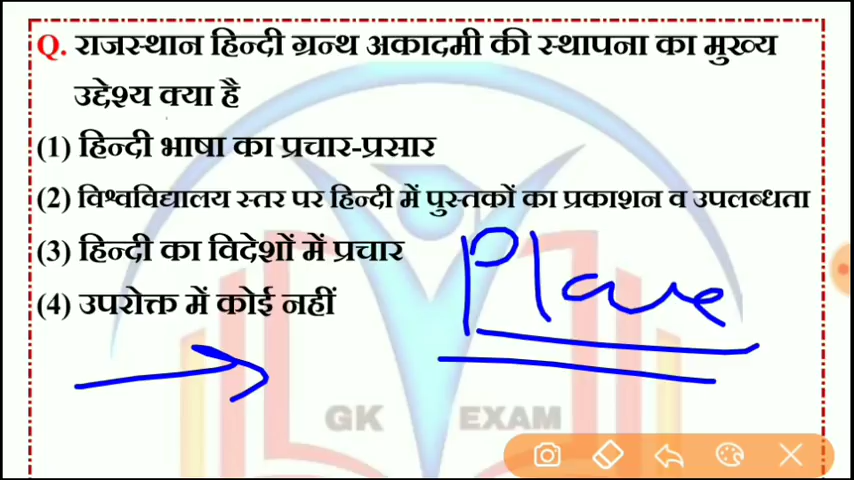 Q. राजस्थान हिन्दी ग्रन्थ अकादमी की स्थापना का मुख्य
उद्देश्य क्या है
(1) हिन्दी भाषा का प्रचार-प्रसार
(2) विश्वविद्यालय स्तर पर हिन्दी में पुस्तकों का प्रकाशन व उपलब्धता
(3) हिन्दी का विदेशों में प्रचार
(4) उपरोक्त में कोई नहीं
GK EXAM